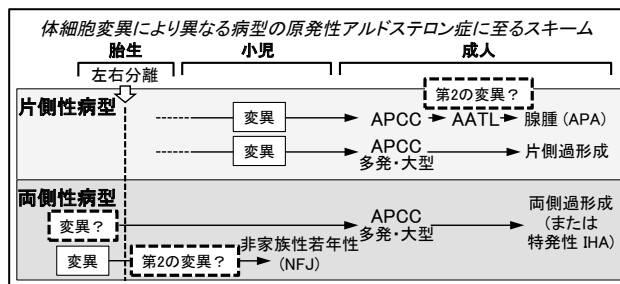 体細胞変異により異なる病型の原発性アルドステロン症に至るスキーム
胎生 小児 成人
左右分離
片側性病型
第2の変異？
変異 APCC AATL 腺腫(APA)
変異 APCC 片側過形成
多発・大型
両側性病型
変異？ APCC 両側過形成
多発・大型 (または
特発性 IHA)
変異 第2の変異？ 非家族性若年性
(NFJ)